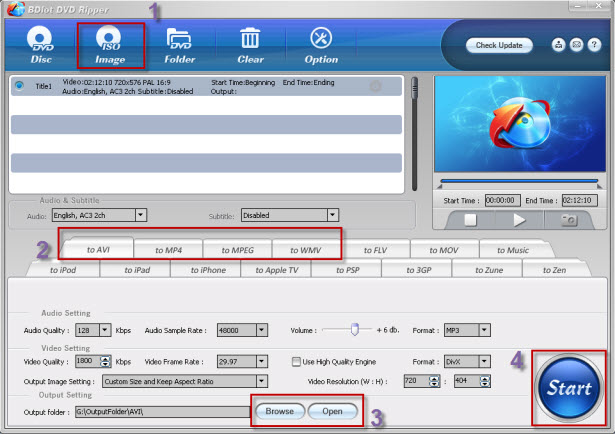 BDlot DVD Ripper
1
DVD ISO DVD
Disc Image Folder Clear Option
Check Update
Title1 Video:02:12:10 720x576 PAL 16:9 Start Time:Beginning End Time:Ending
Audio:English, AC3 2ch Subtitle:Disabled Output:
Audio & Subtitle
Audio: English, AC3 2ch Subtitle: Disabled
Start Time : 00:00:00 End Time : 02:12:10
2
to AVI to MP4 to MPEG to WMV to FLV to MOV to Music
to iPod to iPad to iPhone to Apple TV to PSP to 3GP to Zune to Zen
Audio Setting
Audio Quality : 128 Kbps Audio Sample Rate : 48000 Volume : + 6 db. Format : MP3
Video Setting
Video Quality : 1800 Kbps Video Frame Rate : 29.97 Use High Quality Engine Format : DivX
Output Image Setting : Custom Size and Keep Aspect Ratio Video Resolution (W : H) : 720 : 404
Output Setting
Output folder : G:\OutputFolder\AVI\ Browse Open
3
4
Start